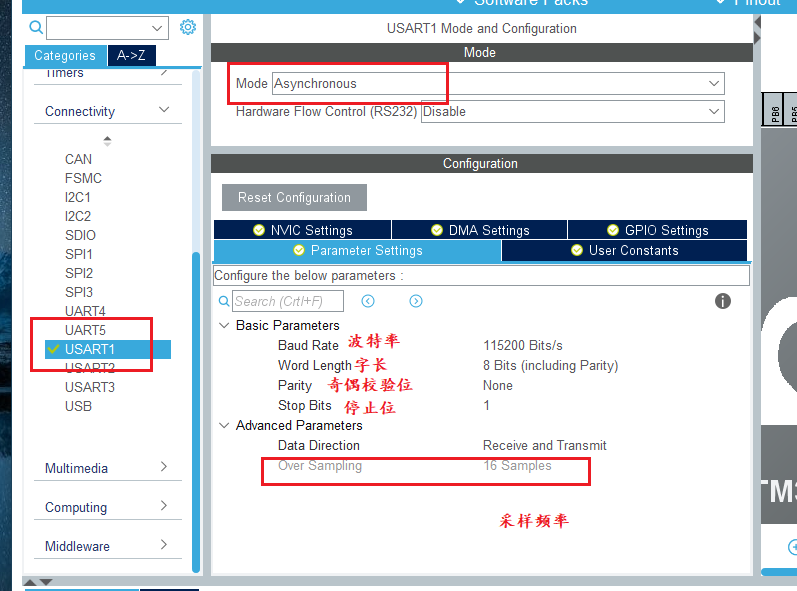 Software Packs
Pinout
USART1 Mode and Configuration
Categories
A->Z
Mode
Timers
Mode Asynchronous
Connectivity
Hardware Flow Control (RS232) Disable
PB6
CAN
FSMC
I2C1
I2C2
SDIO
SPI1
SPI2
SPI3
UART4
UART5
USART1
USART2
USART3
USB
Multimedia
Computing
Middleware
Configuration
Reset Configuration
NVIC Settings
DMA Settings
GPIO Settings
Parameter Settings
User Constants
Configure the below parameters :
Search (Crtl+F)
Basic Parameters
Baud Rate 波特率 115200 Bits/s
Word Length 字长 8 Bits (including Parity)
Parity 奇偶校验位 None
Stop Bits 停止位 1
Advanced Parameters
Data Direction Receive and Transmit
Over Sampling 16 Samples
采样频率